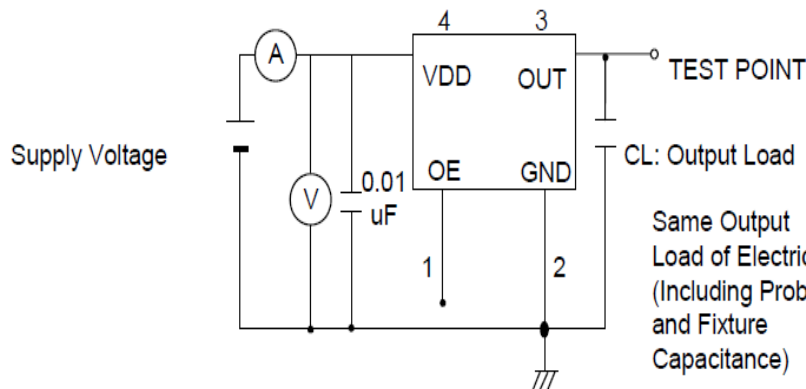 4
3
A
VDD
OUT
TEST POINT
Supply Voltage
V
0.01
uF
OE
GND
CL: Output Load
1
2
Same Output
Load of Electric
(Including Prob
and Fixture
Capacitance)